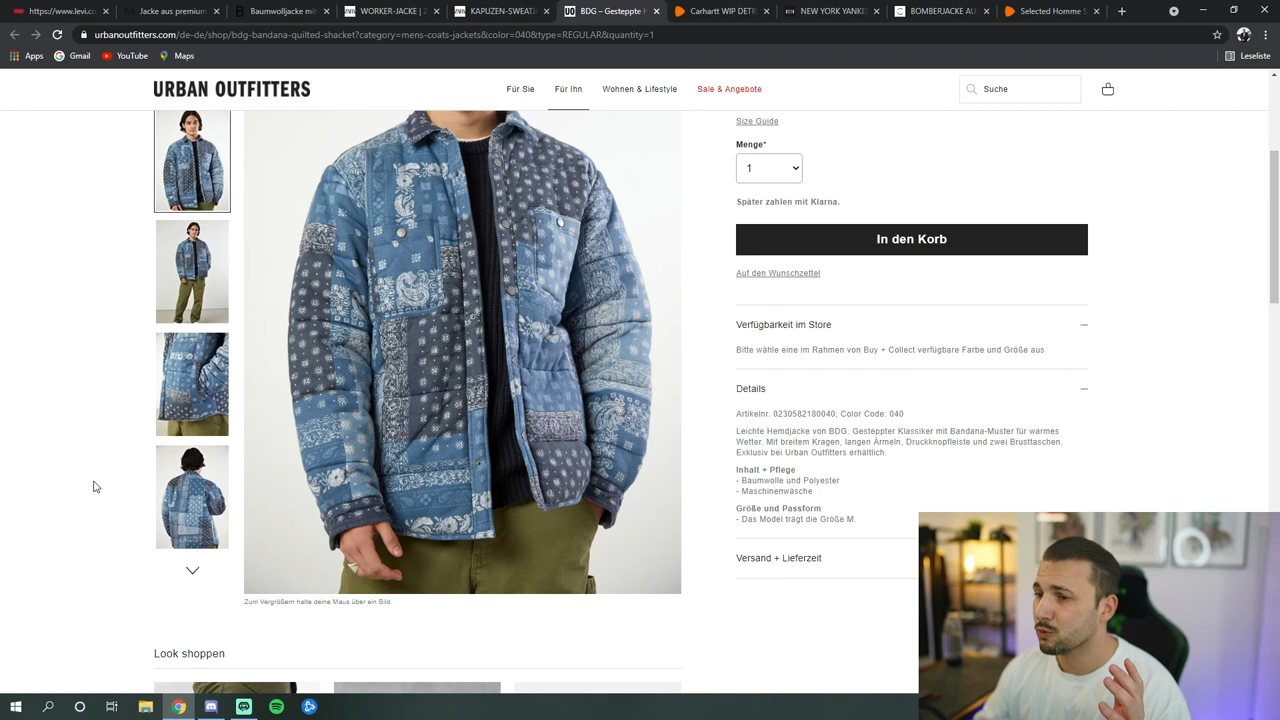 https://www.levi.co
Jacke aus premium
Baumwolljacke mit
WORKER-JACKE | Z
KAPUZEN-SWEATJ
UO BDG – Gesteppte H
Carhartt WIP DETR
NEW YORK YANKE
BOMBERJACKE AU
Selected Homme S
urbanoutfitters.com/de-de/shop/bdg-bandana-quilted-shacket?category=mens-coats-jackets&color=040&type=REGULAR&quantity=1
Apps
Gmail
YouTube
Maps
Leseliste
URBAN OUTFITTERS
Für Sie
Für Ihn
Wohnen & Lifestyle
Sale & Angebote
Suche
Size Guide
Menge*
1
Später zahlen mit Klarna.
In den Korb
Auf den Wunschzettel
Verfügbarkeit im Store
Bitte wähle eine im Rahmen von Buy + Collect verfügbare Farbe und Größe aus
Details
Artikelnr. 0230582180040; Color Code: 040
Leichte Hemdjacke von BDG. Gesteppter Klassiker mit Bandana-Muster für warmes
Wetter. Mit breitem Kragen, langen Ärmeln, Druckknopfleiste und zwei Brusttaschen.
Exklusiv bei Urban Outfitters erhältlich.
Inhalt + Pflege
- Baumwolle und Polyester
- Maschinenwäsche
Größe und Passform
- Das Model trägt die Größe M.
Versand + Lieferzeit
Zum Vergrößern halte deine Maus über ein Bild.
Look shoppen